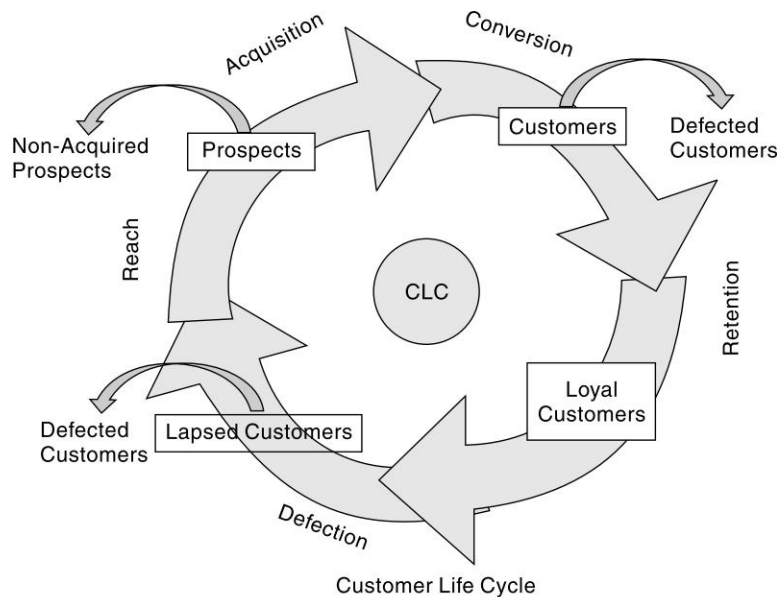 Acquisition
Conversion
Non-Acquired
Prospects
Prospects
Customers
Defected
Customers
Reach
CLC
Retention
Loyal
Customers
Defected
Customers
Lapsed Customers
Defection
Customer Life Cycle